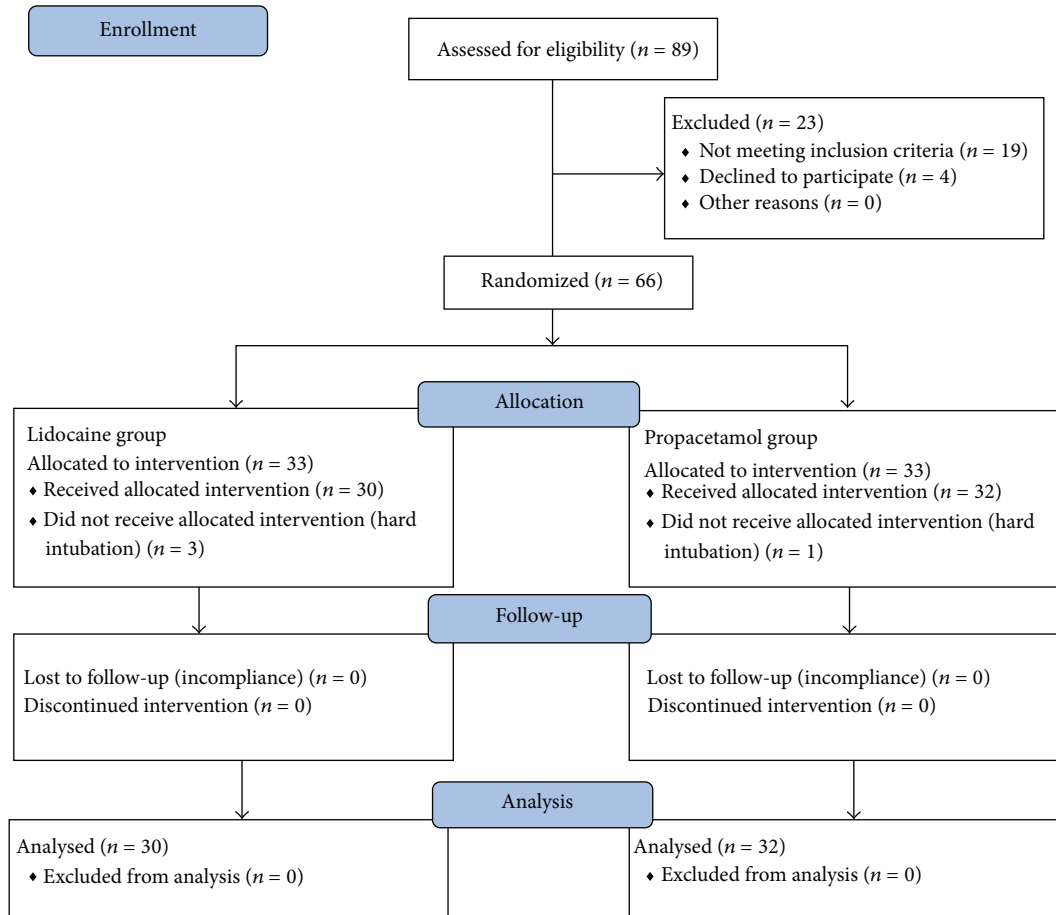 Enrollment
Assessed for eligibility (n = 89)
Excluded (n = 23)
♦ Not meeting inclusion criteria (n = 19)
♦ Declined to participate (n = 4)
♦ Other reasons (n = 0)
Randomized (n = 66)
Allocation
Lidocaine group
Allocated to intervention (n = 33)
♦ Received allocated intervention (n = 30)
♦ Did not receive allocated intervention (hard
intubation) (n = 3)
Propacetamol group
Allocated to intervention (n = 33)
♦ Received allocated intervention (n = 32)
♦ Did not receive allocated intervention (hard
intubation) (n = 1)
Follow-up
Lost to follow-up (incompliance) (n = 0)
Discontinued intervention (n = 0)
Lost to follow-up (incompliance) (n = 0)
Discontinued intervention (n = 0)
Analysis
Analysed (n = 30)
♦ Excluded from analysis (n = 0)
Analysed (n = 32)
♦ Excluded from analysis (n = 0)